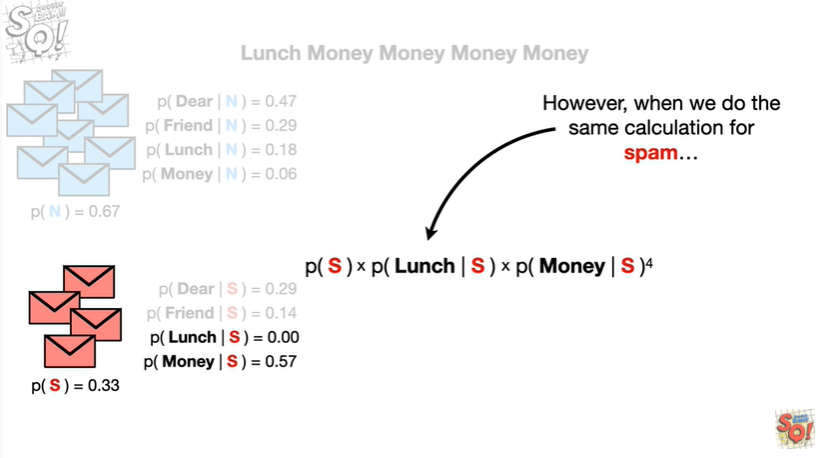 STATQUEST!
Lunch Money Money Money Money
p( Dear | N ) = 0.47
p( Friend | N ) = 0.29
p( Lunch | N ) = 0.18
p( Money | N ) = 0.06
p( N ) = 0.67
However, when we do the
same calculation for
spam...
p( S ) x p( Lunch | S ) x p( Money | S )⁴
p( Dear | S ) = 0.29
p( Friend | S ) = 0.14
p( Lunch | S ) = 0.00
p( Money | S ) = 0.57
p( S ) = 0.33
SQ!